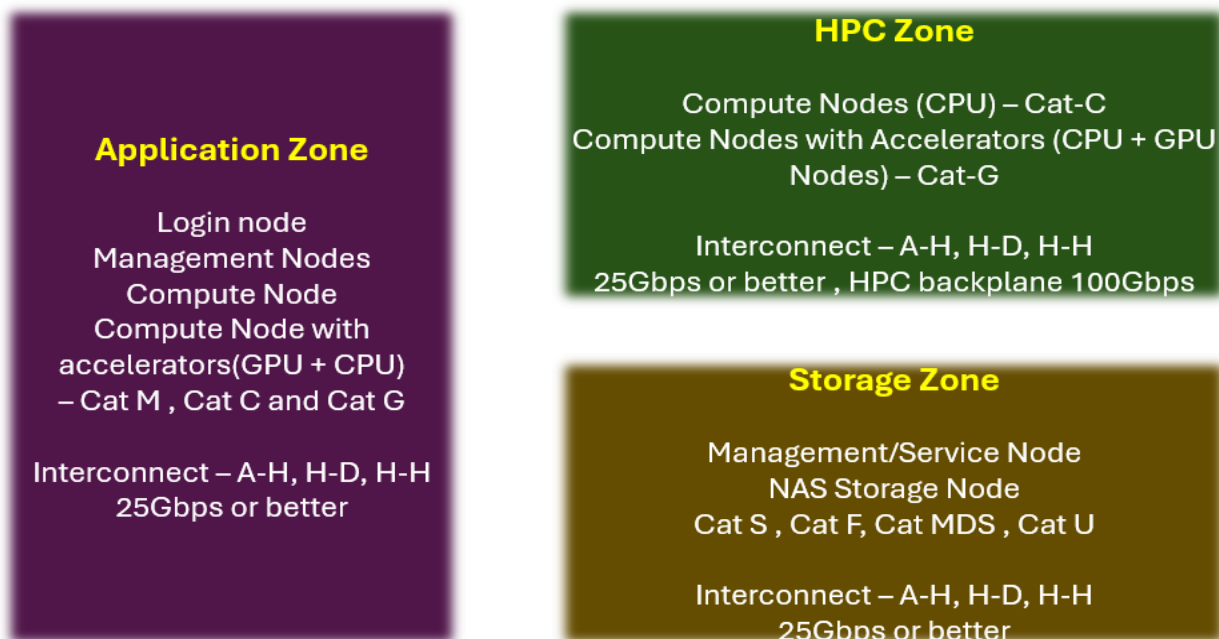 Application Zone
Login node
Management Nodes
Compute Node
Compute Node with
accelerators(GPU + CPU)
– Cat M , Cat C and Cat G
Interconnect – A-H, H-D, H-H
25Gbps or better
HPC Zone
Compute Nodes (CPU) – Cat-C
Compute Nodes with Accelerators (CPU + GPU
Nodes) – Cat-G
Interconnect – A-H, H-D, H-H
25Gbps or better , HPC backplane 100Gbps
Storage Zone
Management/Service Node
NAS Storage Node
Cat S , Cat F, Cat MDS , Cat U
Interconnect – A-H, H-D, H-H
25Gbps or better